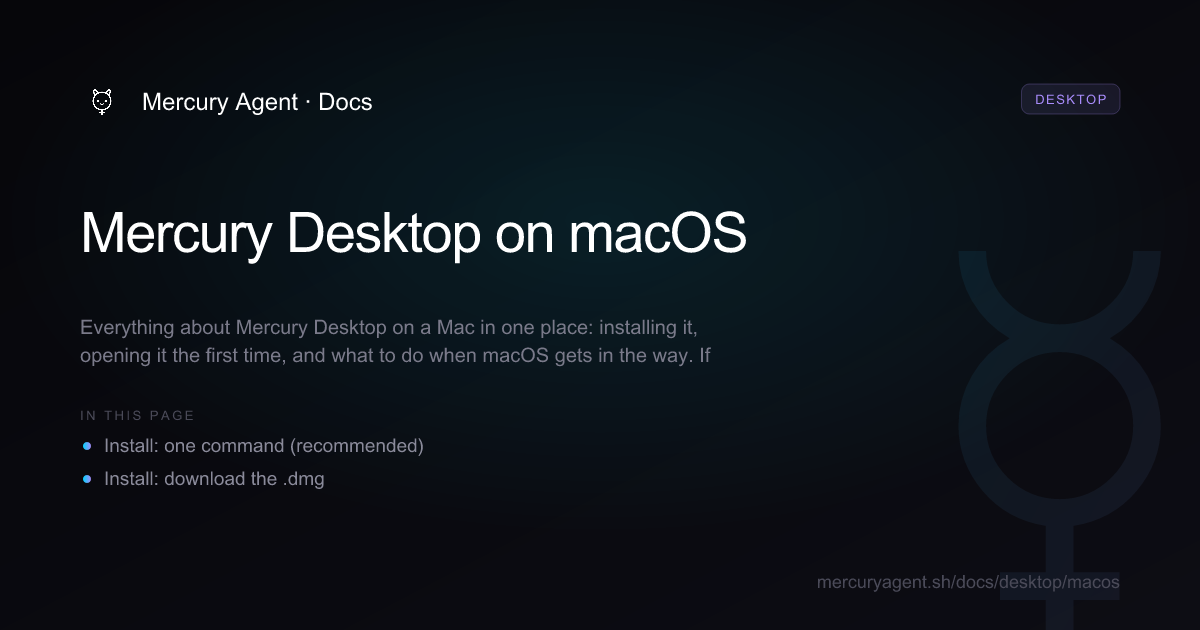 Mercury Agent · Docs
DESKTOP
Mercury Desktop on macOS
Everything about Mercury Desktop on a Mac in one place: installing it,
opening it the first time, and what to do when macOS gets in the way. If
IN THIS PAGE
Install: one command (recommended)
Install: download the .dmg
mercuryagent.sh/docs/desktop/macos